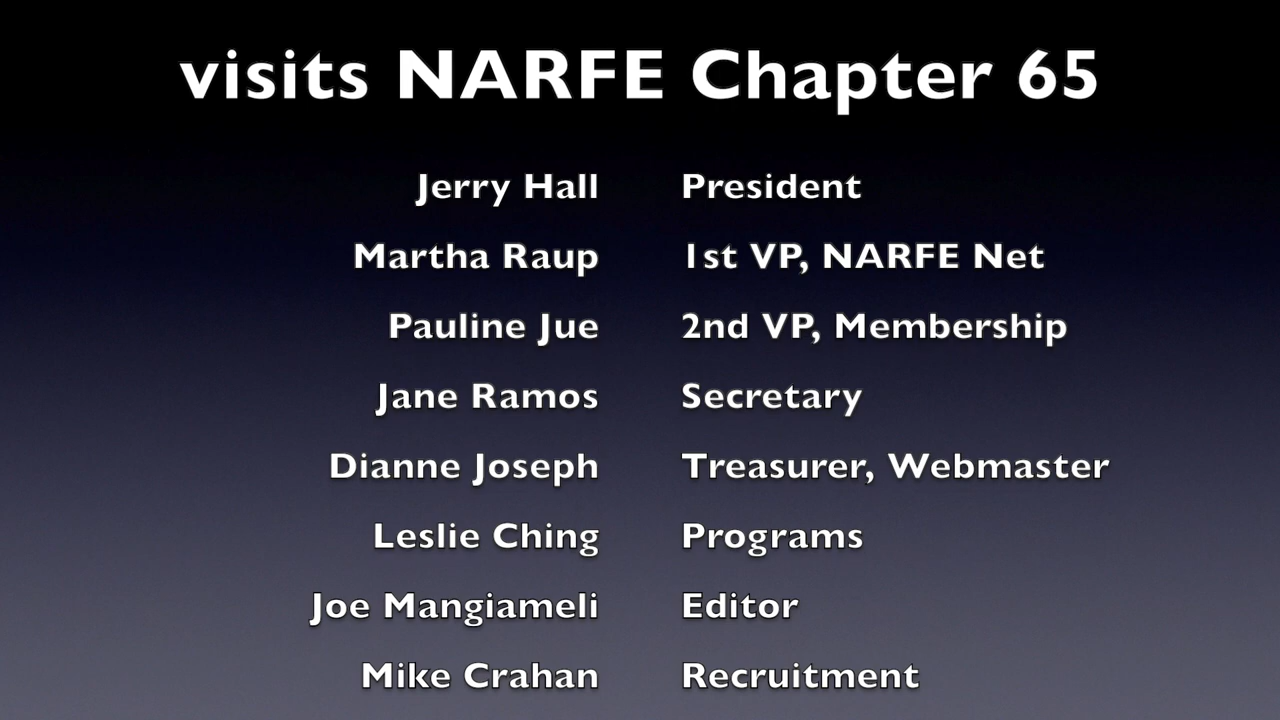 visits NARFE Chapter 65
Jerry Hall President
Martha Raup 1st VP, NARFE Net
Pauline Jue 2nd VP, Membership
Jane Ramos Secretary
Dianne Joseph Treasurer, Webmaster
Leslie Ching Programs
Joe Mangiameli Editor
Mike Crahan Recruitment